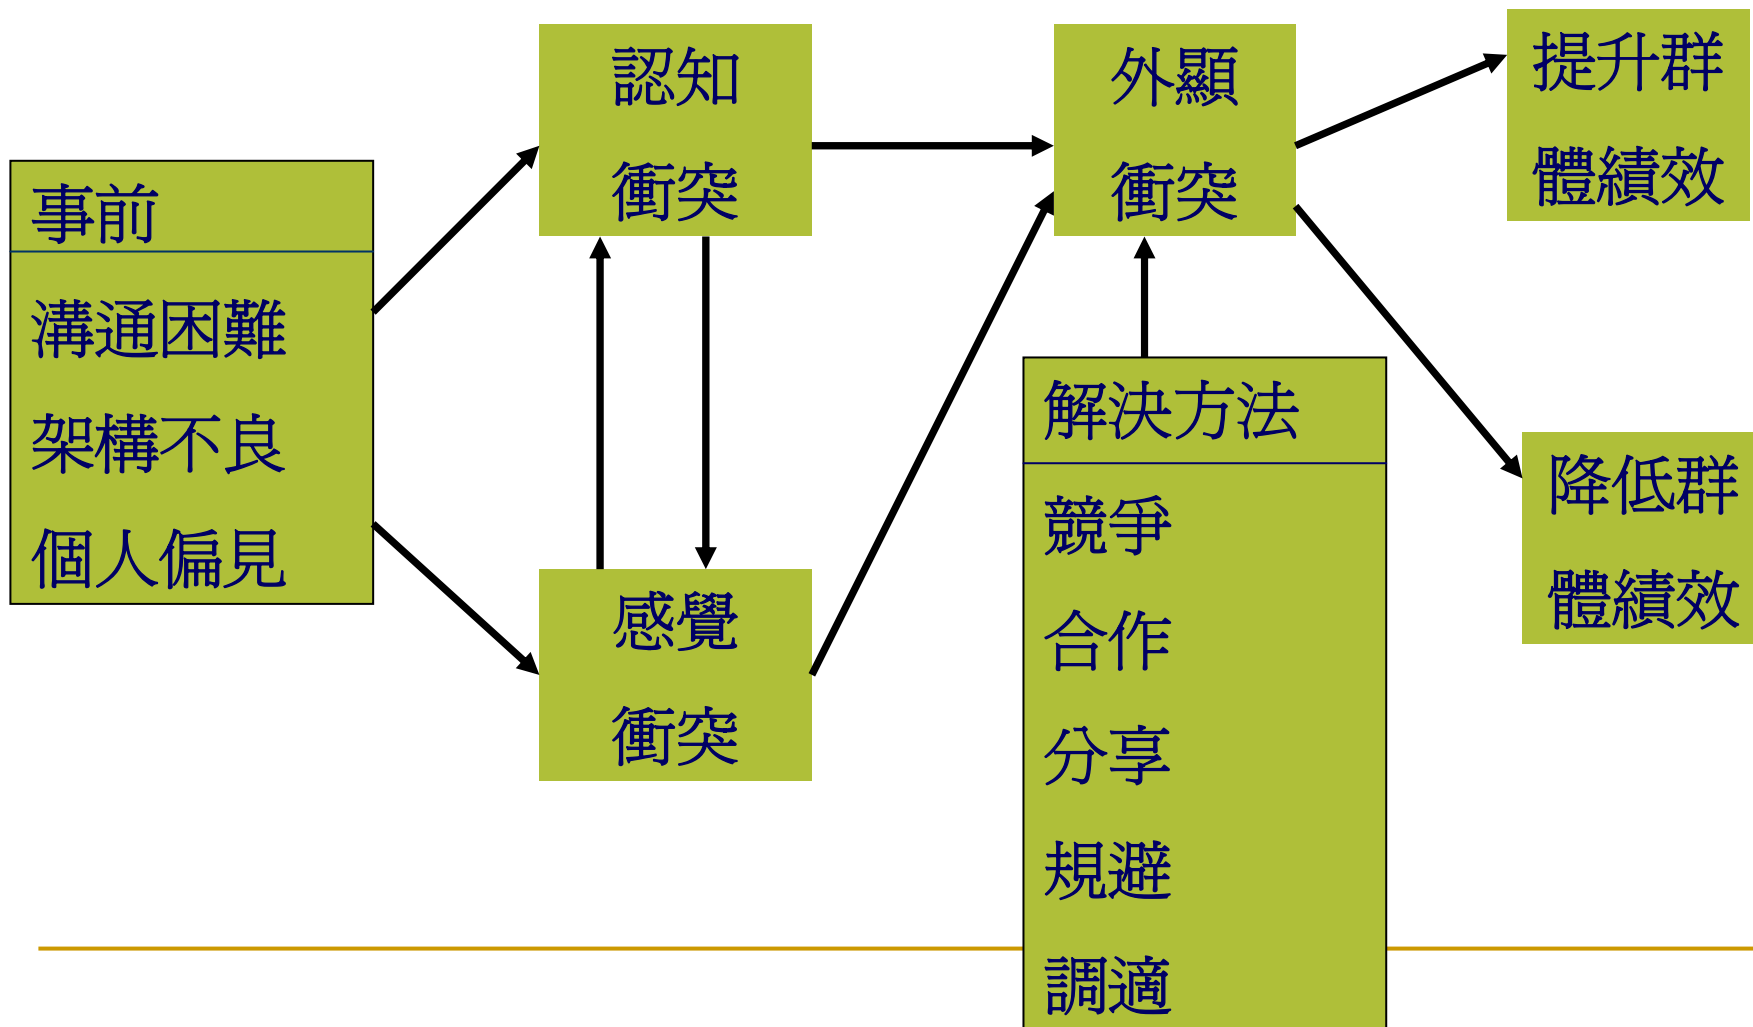 事前
溝通困難
架構不良
個人偏見
認知
衝突
感覺
衝突
外顯
衝突
解決方法
競爭
合作
分享
規避
調適
提升群
體績效
降低群
體績效